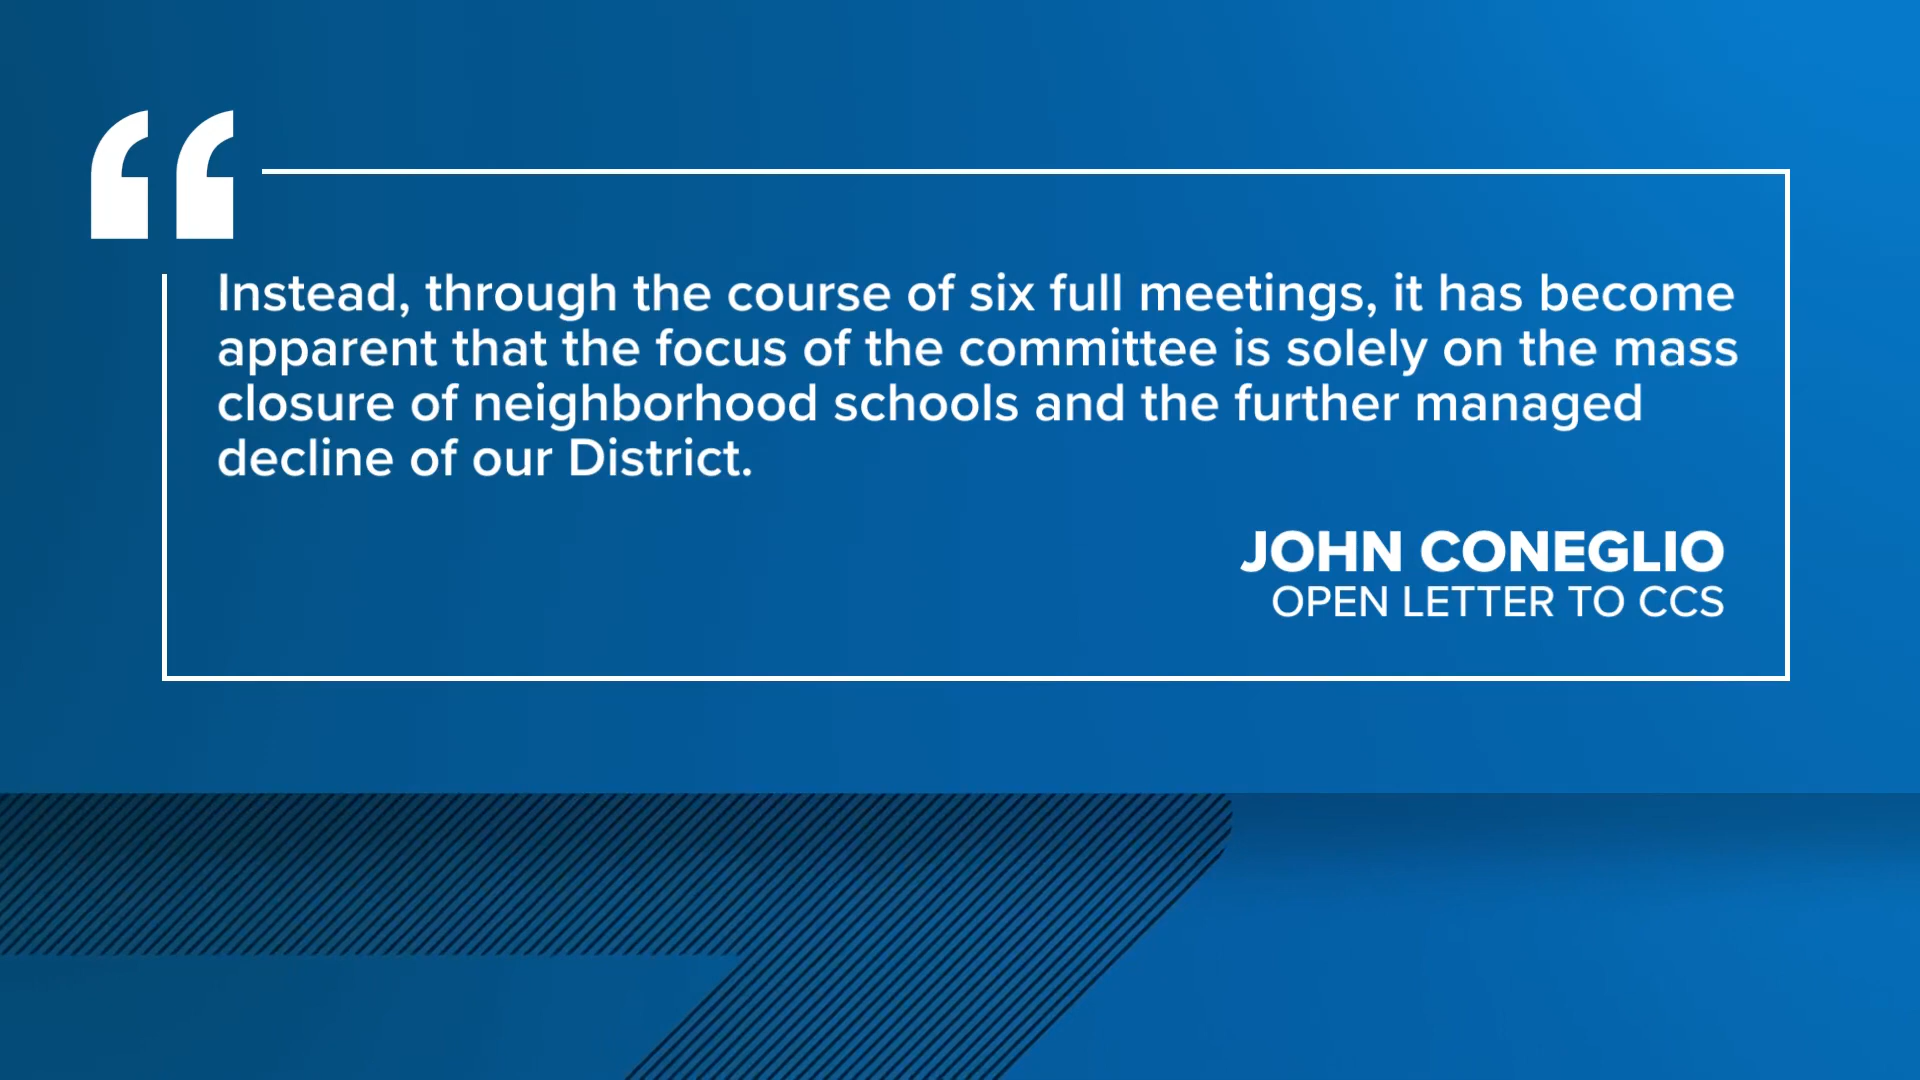 “
Instead, through the course of six full meetings, it has become
apparent that the focus of the committee is solely on the mass
closure of neighborhood schools and the further managed
decline of our District.
JOHN CONEGLIO
OPEN LETTER TO CCS